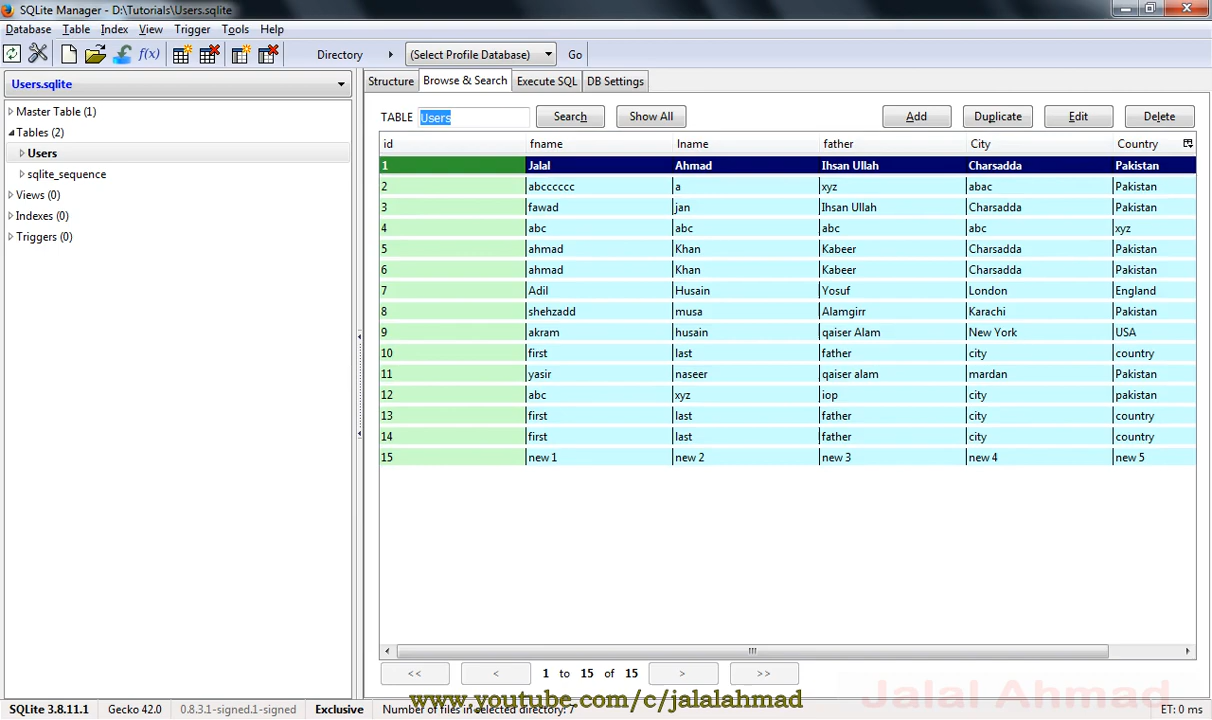 SQLite Manager - D:\Tutorials\Users.sqlite
Database Table Index View Trigger Tools Help
f(x) Directory (Select Profile Database) Go
Users.sqlite
Master Table (1)
Tables (2)
Users
sqlite_sequence
Views (0)
Indexes (0)
Triggers (0)
Structure Browse & Search Execute SQL DB Settings
TABLE Users Search Show All Add Duplicate Edit Delete
id fname lname father City Country
1 Jalal Ahmad Ihsan Ullah Charsadda Pakistan
2 abcccccc a xyz abac Pakistan
3 fawad jan Ihsan Ullah Charsadda Pakistan
4 abc abc abc abc xyz
5 ahmad Khan Kabeer Charsadda Pakistan
6 ahmad Khan Kabeer Charsadda Pakistan
7 Adil Husain Yosuf London England
8 shehzadd musa Alamgirr Karachi Pakistan
9 akram husain qaiser Alam New York USA
10 first last father city country
11 yasir naseer qaiser alam mardan Pakistan
12 abc xyz iop city pakistan
13 first last father city country
14 first last father city country
15 new 1 new 2 new 3 new 4 new 5
<< < 1 to 15 of 15 > >>
www.youtube.com/c/jalalahmad
Jalal Ahmad
SQLite 3.8.11.1 Gecko 42.0 0.8.3.1-signed.1-signed Exclusive Number of files in selected directory: 7 ET: 0 ms